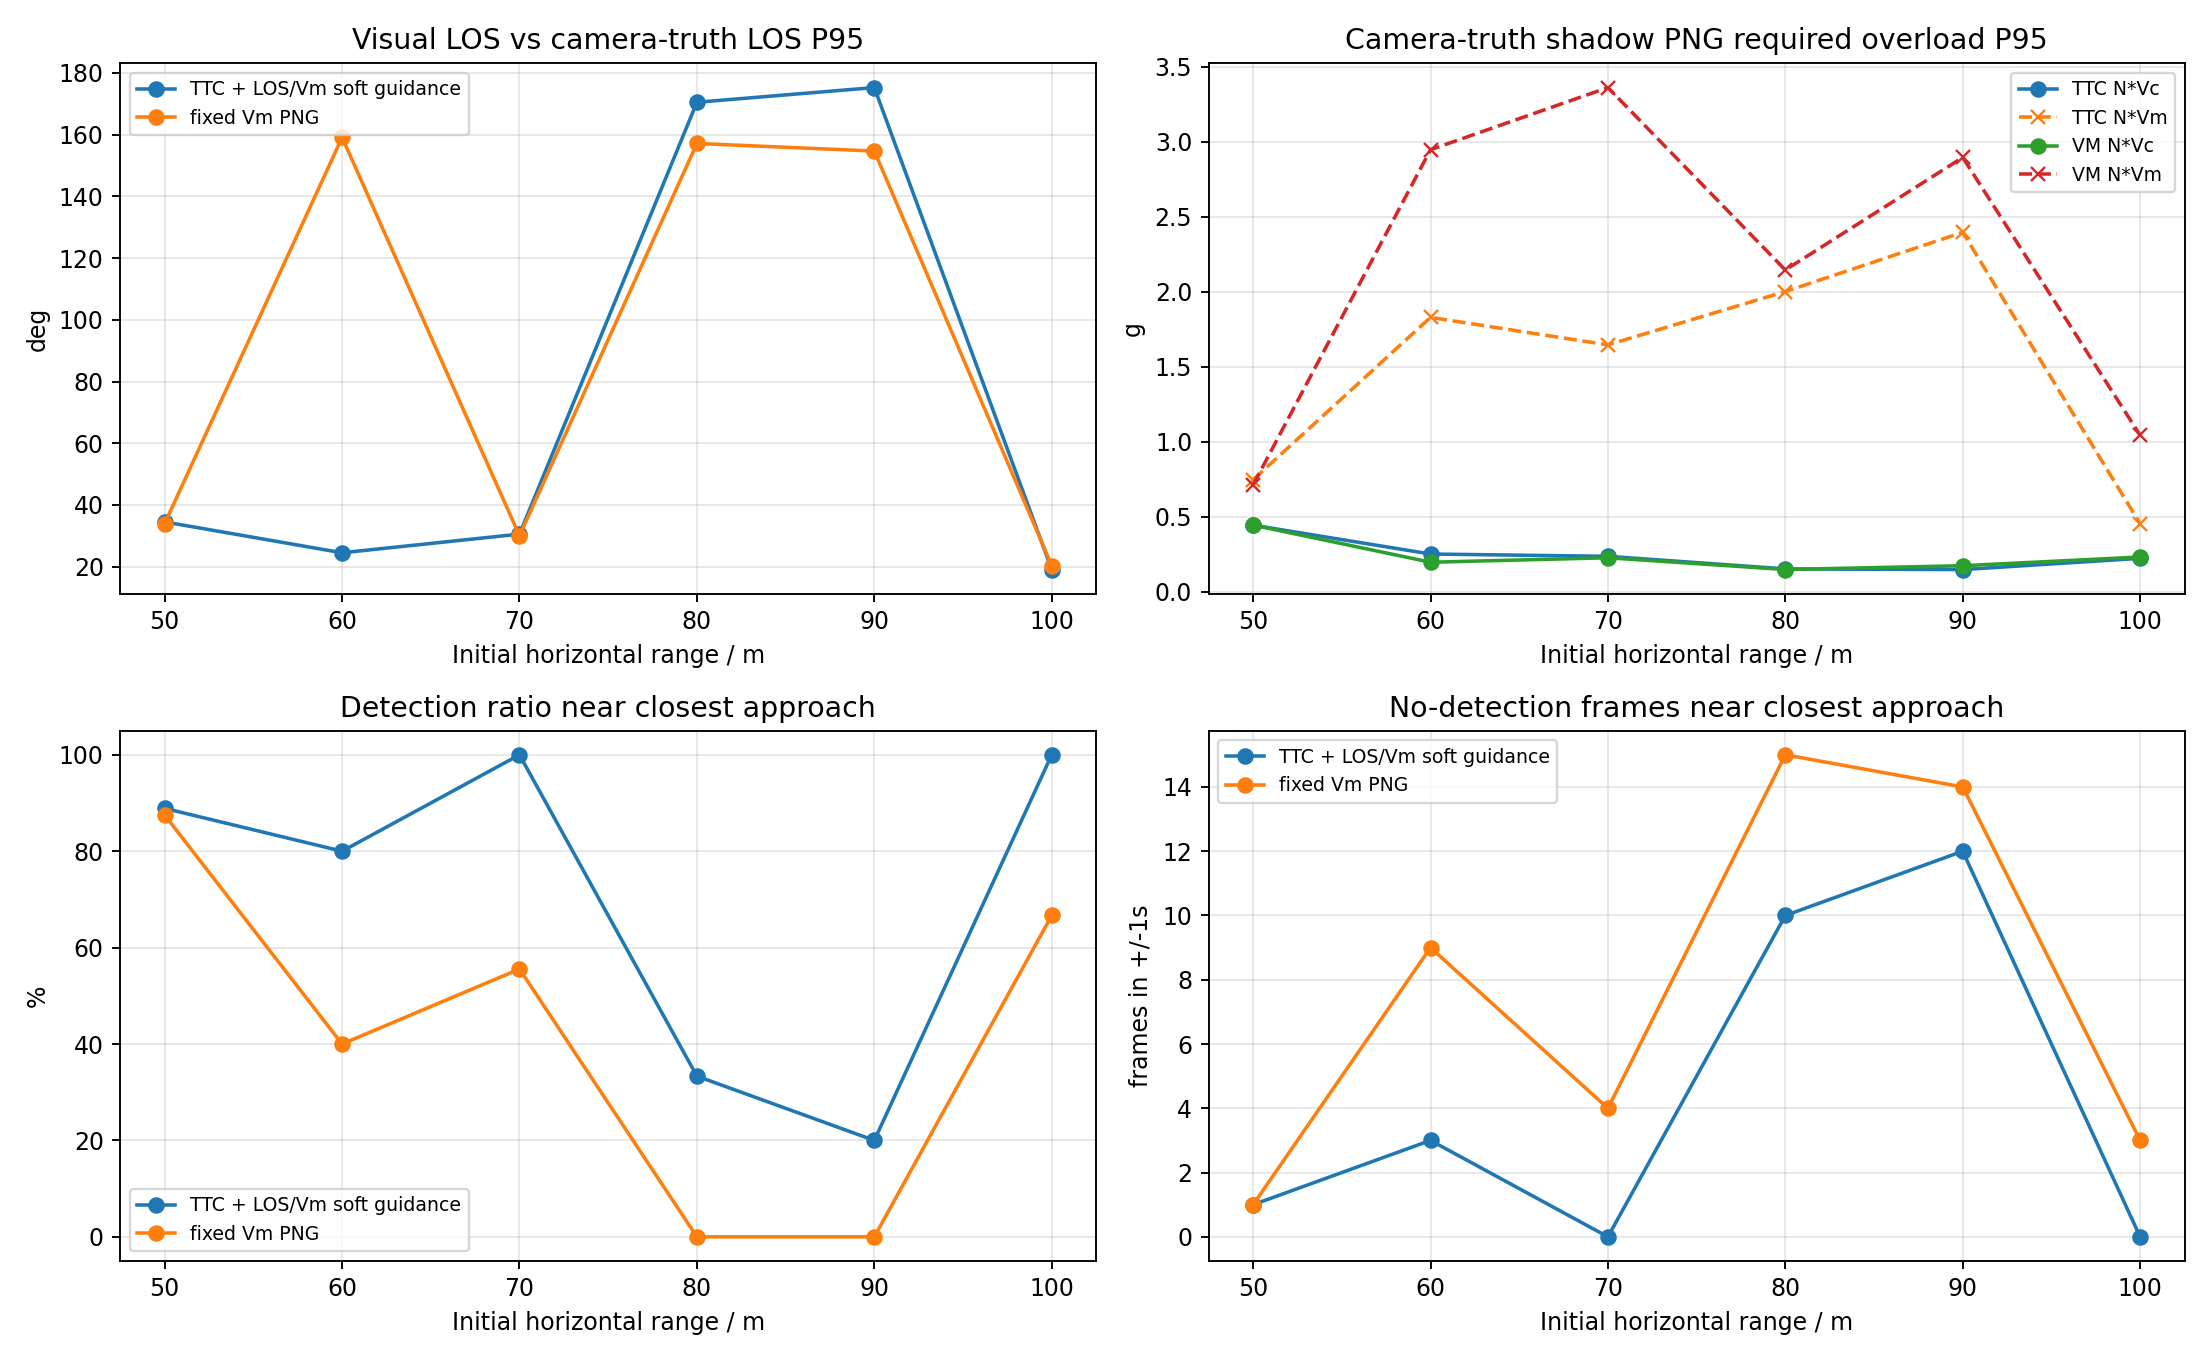 Visual LOS vs camera-truth LOS P95
180
160
140
120
100
80
60
40
20
deg
TTC + LOS/Vm soft guidance
fixed Vm PNG
50 60 70 80 90 100
Initial horizontal range / m
Camera-truth shadow PNG required overload P95
3.5
3.0
2.5
2.0
1.5
1.0
0.5
0.0
g
TTC N*Vc
TTC N*Vm
VM N*Vc
VM N*Vm
50 60 70 80 90 100
Initial horizontal range / m
Detection ratio near closest approach
100
80
60
40
20
0
%
TTC + LOS/Vm soft guidance
fixed Vm PNG
50 60 70 80 90 100
Initial horizontal range / m
No-detection frames near closest approach
14
12
10
8
6
4
2
0
frames in +/-1s
TTC + LOS/Vm soft guidance
fixed Vm PNG
50 60 70 80 90 100
Initial horizontal range / m